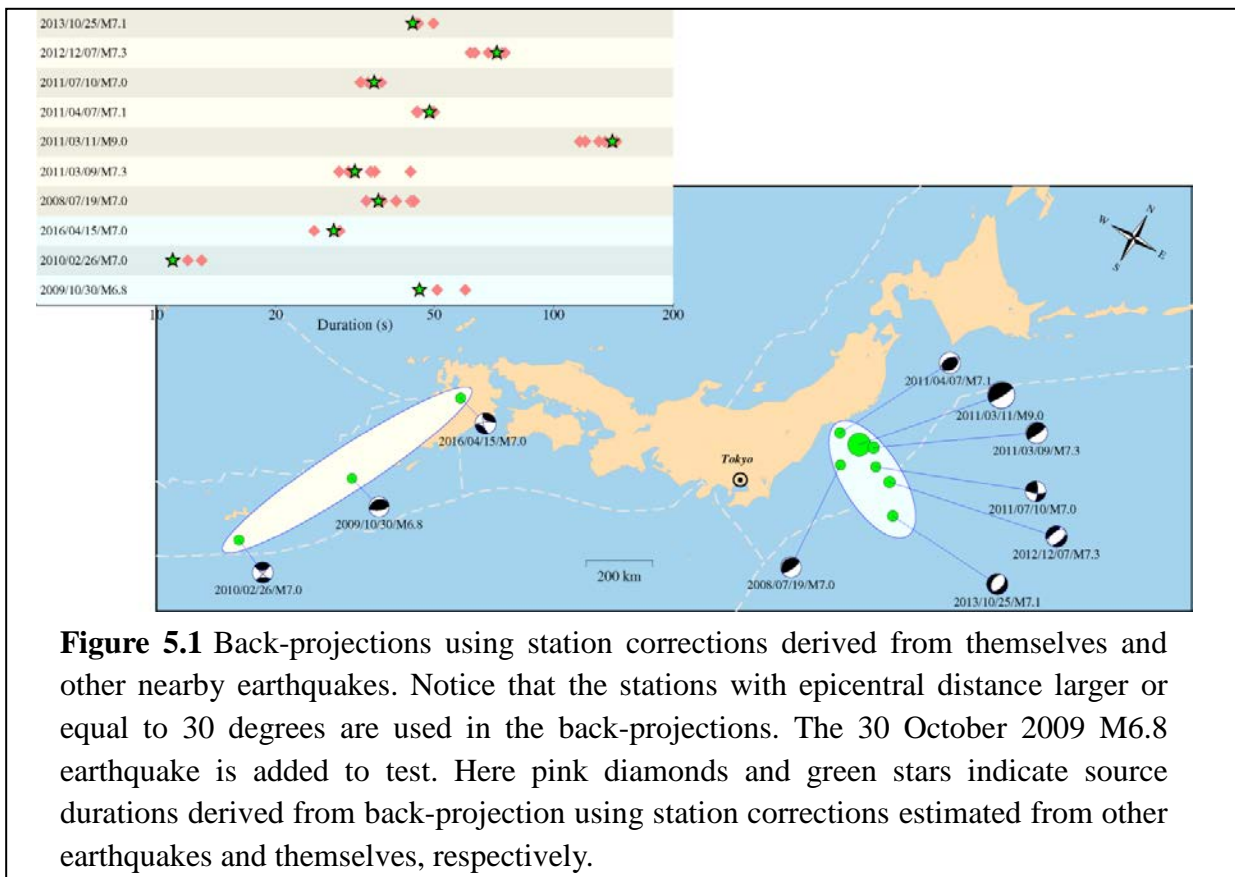 2013/10/25/M7.1
2012/12/07/M7.3
2011/07/10/M7.0
2011/04/07/M7.1
2011/03/11/M9.0
2011/03/09/M7.3
2008/07/19/M7.0
2016/04/15/M7.0
2010/02/26/M7.0
2009/10/30/M6.8
10 20 50 100 200
Duration (s)
N
W
E
S
2011/04/07/M7.1
2011/03/11/M9.0
2011/03/09/M7.3
2016/04/15/M7.0
Tokyo
2011/07/10/M7.0
2009/10/30/M6.8
2012/12/07/M7.3
200 km
2010/02/26/M7.0
2008/07/19/M7.0
2013/10/25/M7.1
Figure 5.1 Back-projections using station corrections derived from themselves and
other nearby earthquakes. Notice that the stations with epicentral distance larger or
equal to 30 degrees are used in the back-projections. The 30 October 2009 M6.8
earthquake is added to test. Here pink diamonds and green stars indicate source
durations derived from back-projection using station corrections estimated from other
earthquakes and themselves, respectively.